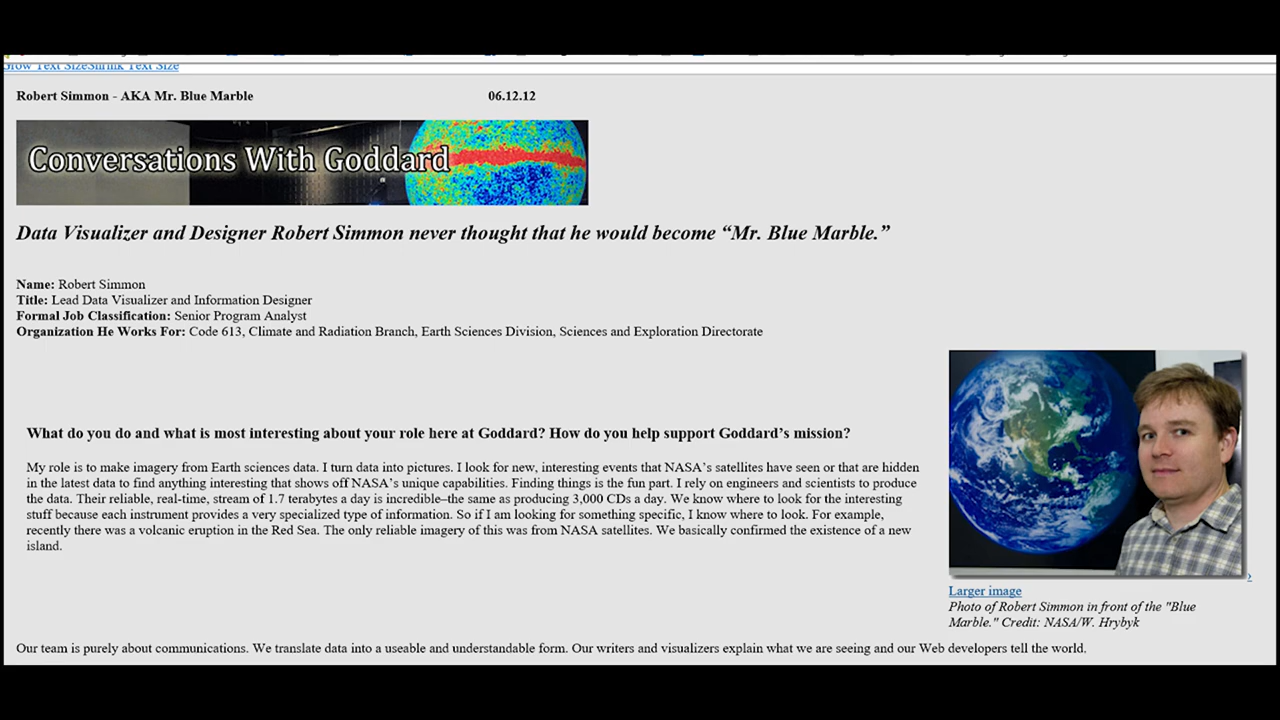 Grow Text SizeShrink Text Size
Robert Simmon - AKA Mr. Blue Marble 06.12.12
Conversations With Goddard
Data Visualizer and Designer Robert Simmon never thought that he would become “Mr. Blue Marble.”
Name: Robert Simmon
Title: Lead Data Visualizer and Information Designer
Formal Job Classification: Senior Program Analyst
Organization He Works For: Code 613, Climate and Radiation Branch, Earth Sciences Division, Sciences and Exploration Directorate
What do you do and what is most interesting about your role here at Goddard? How do you help support Goddard’s mission?
My role is to make imagery from Earth sciences data. I turn data into pictures. I look for new, interesting events that NASA’s satellites have seen or that are hidden
in the latest data to find anything interesting that shows off NASA’s unique capabilities. Finding things is the fun part. I rely on engineers and scientists to produce
the data. Their reliable, real-time, stream of 1.7 terabytes a day is incredible–the same as producing 3,000 CDs a day. We know where to look for the interesting
stuff because each instrument provides a very specialized type of information. So if I am looking for something specific, I know where to look. For example,
recently there was a volcanic eruption in the Red Sea. The only reliable imagery of this was from NASA satellites. We basically confirmed the existence of a new
island.
›
Larger image
Photo of Robert Simmon in front of the "Blue
Marble." Credit: NASA/W. Hrybyk
Our team is purely about communications. We translate data into a useable and understandable form. Our writers and visualizers explain what we are seeing and our Web developers tell the world.